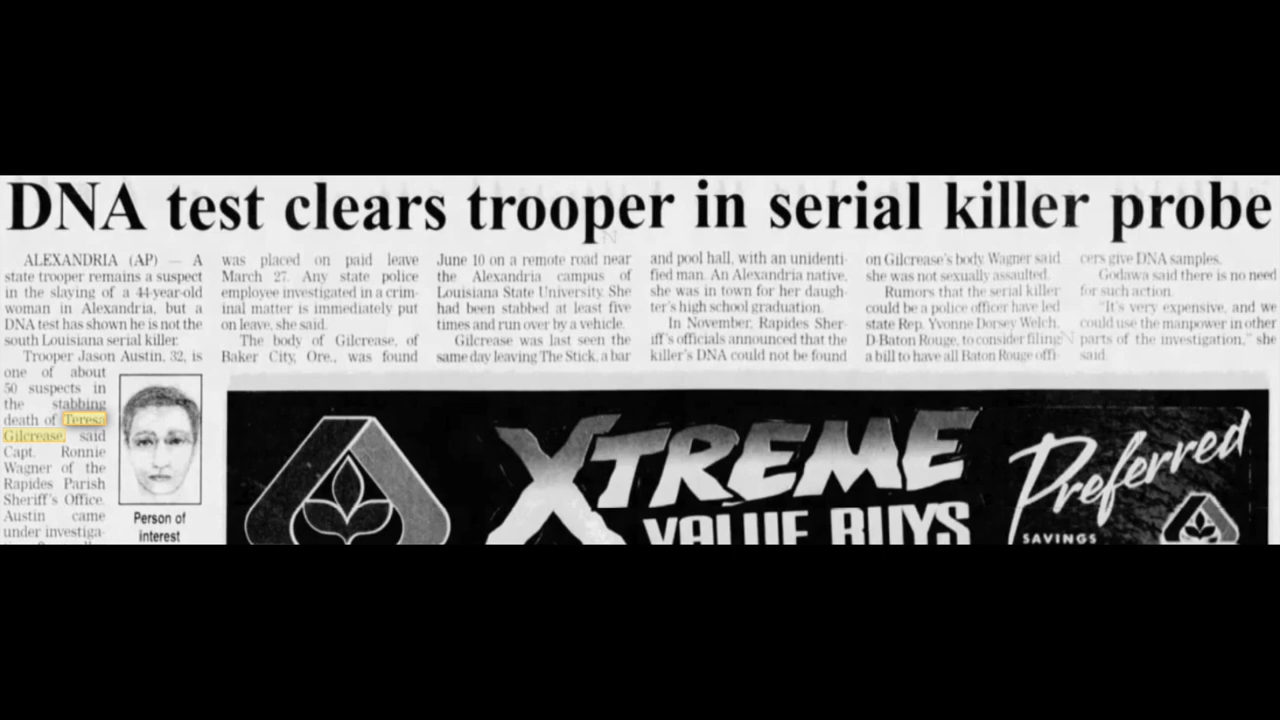 DNA test clears trooper in serial killer probe
ALEXANDRIA (AP) — A
state trooper remains a suspect
in the slaying of a 44-year-old
woman in Alexandria, but a
DNA test has shown he is not the
south Louisiana serial killer.
Trooper Jason Austin, 32, is
one of about
50 suspects in
the stabbing
death of Teresa
Gilcrease, said
Capt. Ronnie
Wagner of the
Rapides Parish
Sheriff's Office.
Austin came
under investiga-
Person of
interest
was placed on paid leave
March 27. Any state police
employee investigated in a crim-
inal matter is immediately put
on leave, she said.
The body of Gilcrease, of
Baker City, Ore., was found
June 10 on a remote road near
the Alexandria campus of
Louisiana State University. She
had been stabbed at least five
times and run over by a vehicle.
Gilcrease was last seen the
same day leaving The Stick, a bar
and pool hall, with an unidenti-
fied man. An Alexandria native,
she was in town for her daugh-
ter's high school graduation.
In November, Rapides Sher-
iff's officials announced that the
killer's DNA could not be found
on Gilcrease's body. Wagner said
she was not sexually assaulted.
Rumors that the serial killer
could be a police officer have led
state Rep. Yvonne Dorsey Welch,
D-Baton Rouge, to consider filing
a bill to have all Baton Rouge offi-
cers give DNA samples.
Godawa said there is no need
for such action.
"It's very expensive, and we
could use the manpower in other
parts of the investigation," she
said.
XTREME
VALUE BUYS
Preferred
SAVINGS